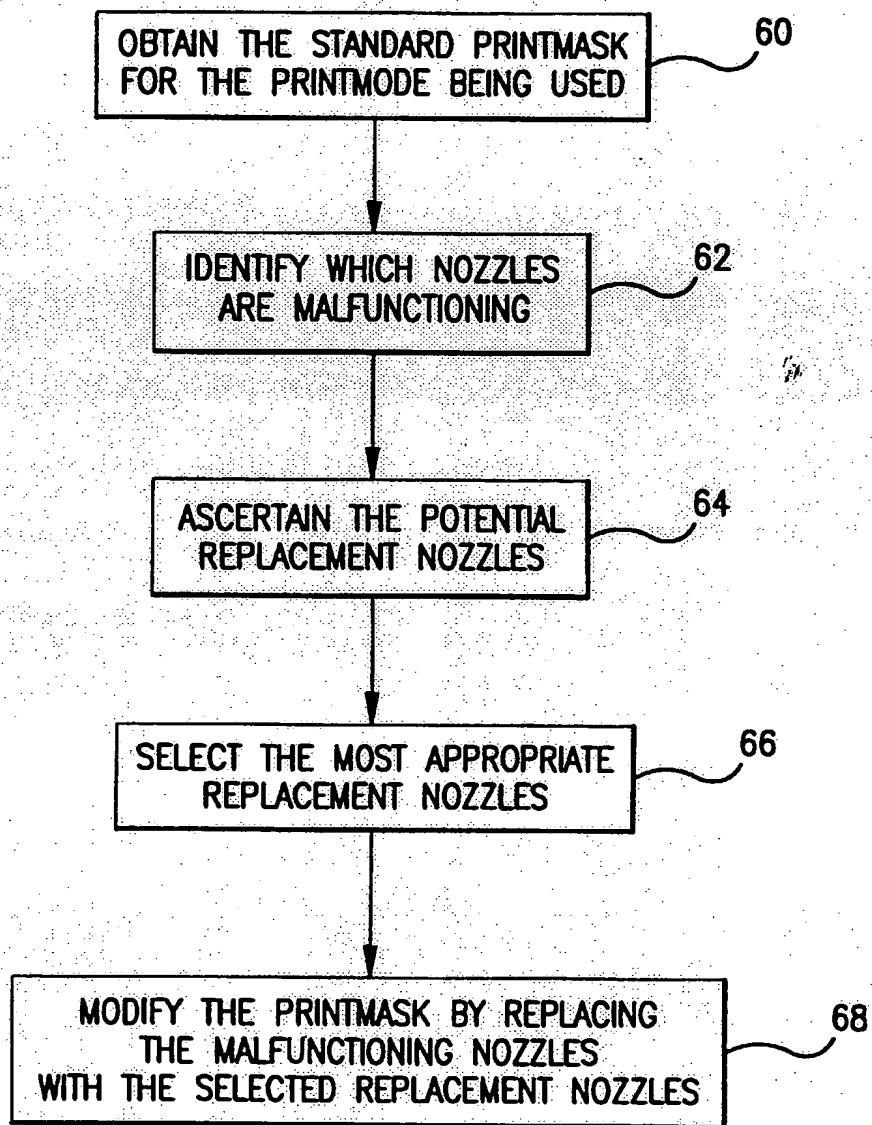 OBTAIN THE STANDARD PRINTMASK
FOR THE PRINTMODE BEING USED
60
IDENTIFY WHICH NOZZLES
ARE MALFUNCTIONING
62
ASCERTAIN THE POTENTIAL
REPLACEMENT NOZZLES
64
SELECT THE MOST APPROPRIATE
REPLACEMENT NOZZLES
66
MODIFY THE PRINTMASK BY REPLACING
THE MALFUNCTIONING NOZZLES
WITH THE SELECTED REPLACEMENT NOZZLES
68